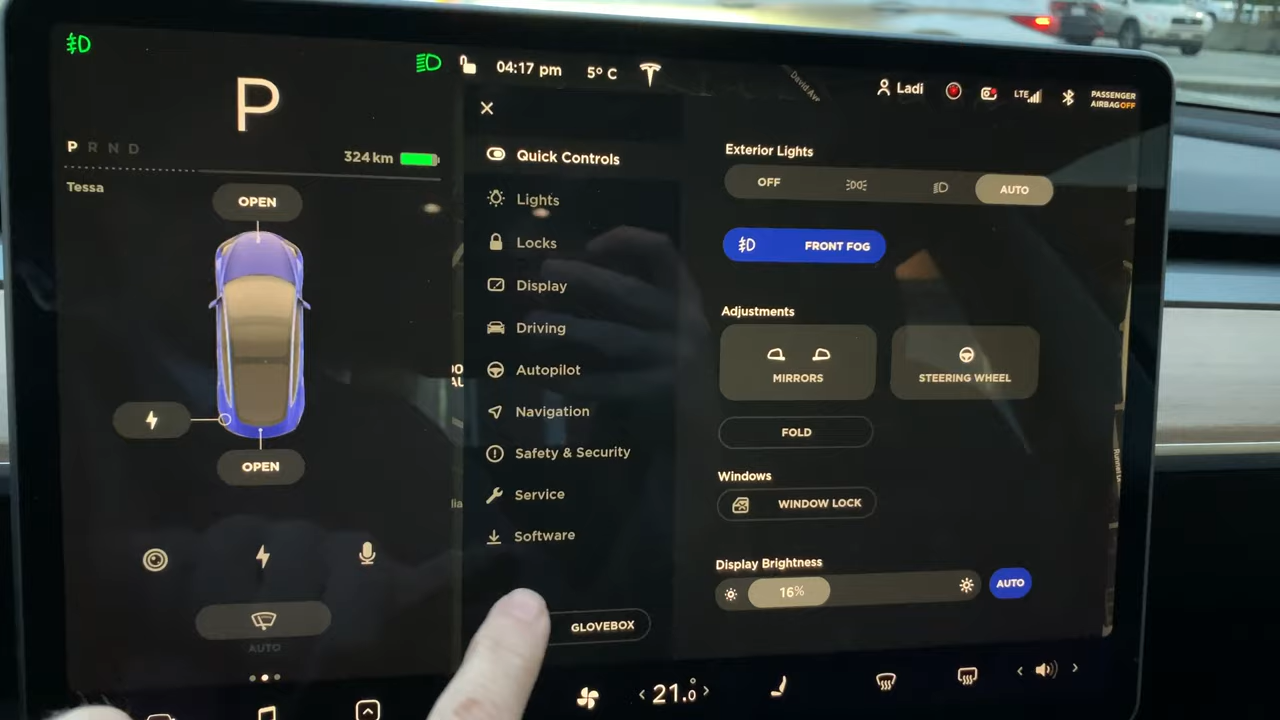 04:17 pm
5° C
David Ave
Ladi
LTE
PASSENGER
AIRBAG OFF
P
P R N D
324 km
Tessa
OPEN
OPEN
AUTO
Quick Controls
Lights
Locks
Display
Driving
Autopilot
Navigation
Safety & Security
Service
Software
GLOVEBOX
Exterior Lights
OFF
AUTO
FRONT FOG
Adjustments
MIRRORS
STEERING WHEEL
FOLD
Windows
WINDOW LOCK
Display Brightness
16%
AUTO
21.0